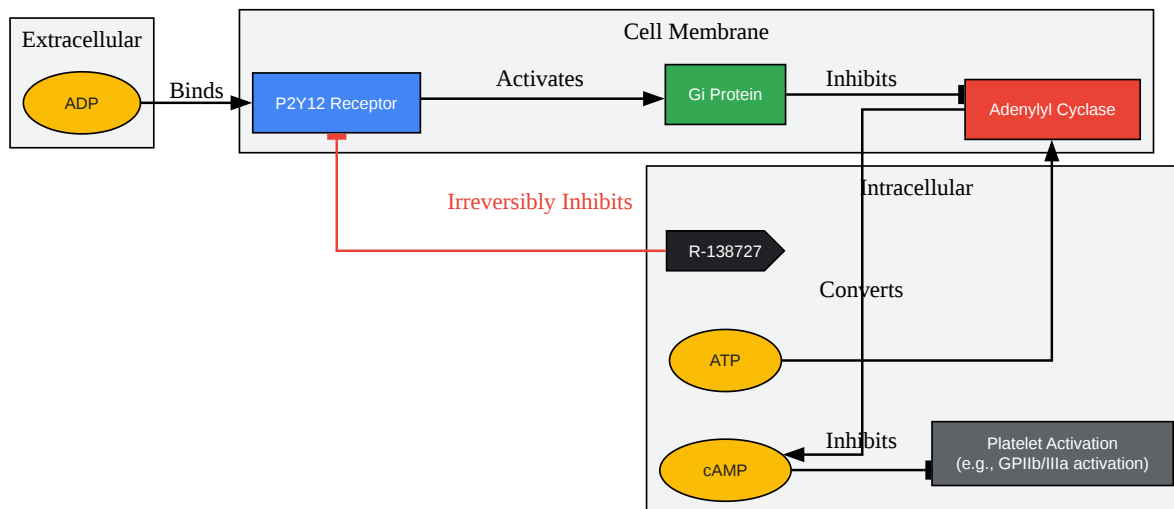 Extracellular
Cell Membrane
ADP
Binds
P2Y12 Receptor
Activates
Gi Protein
Inhibits
Adenylyl Cyclase
Intracellular
Irreversibly Inhibits
R-138727
Converts
ATP
cAMP
Inhibits
Platelet Activation
(e.g., GPIIb/IIIa activation)